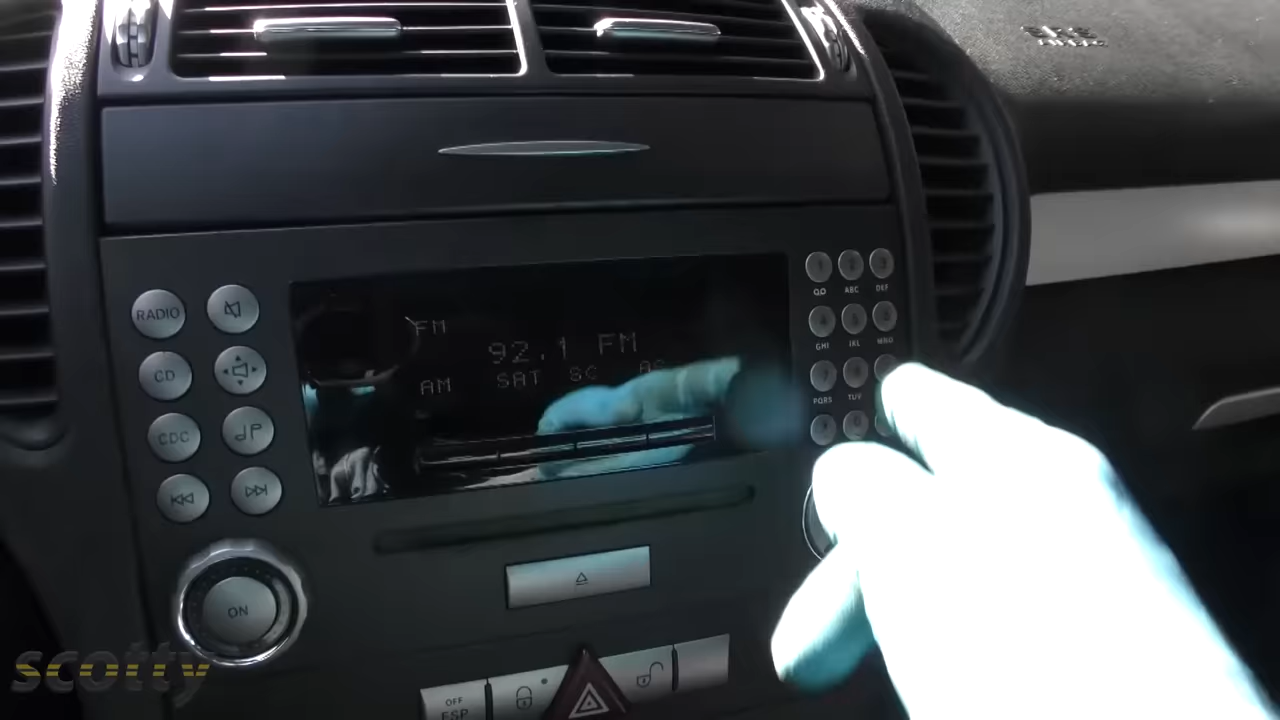 FM
92.1 FM
AM SAT SC AS
RADIO
CD
CDC
ON
ABC DEF
GHI JKL MNO
PQRS TUV
OFF
ESP
scotty